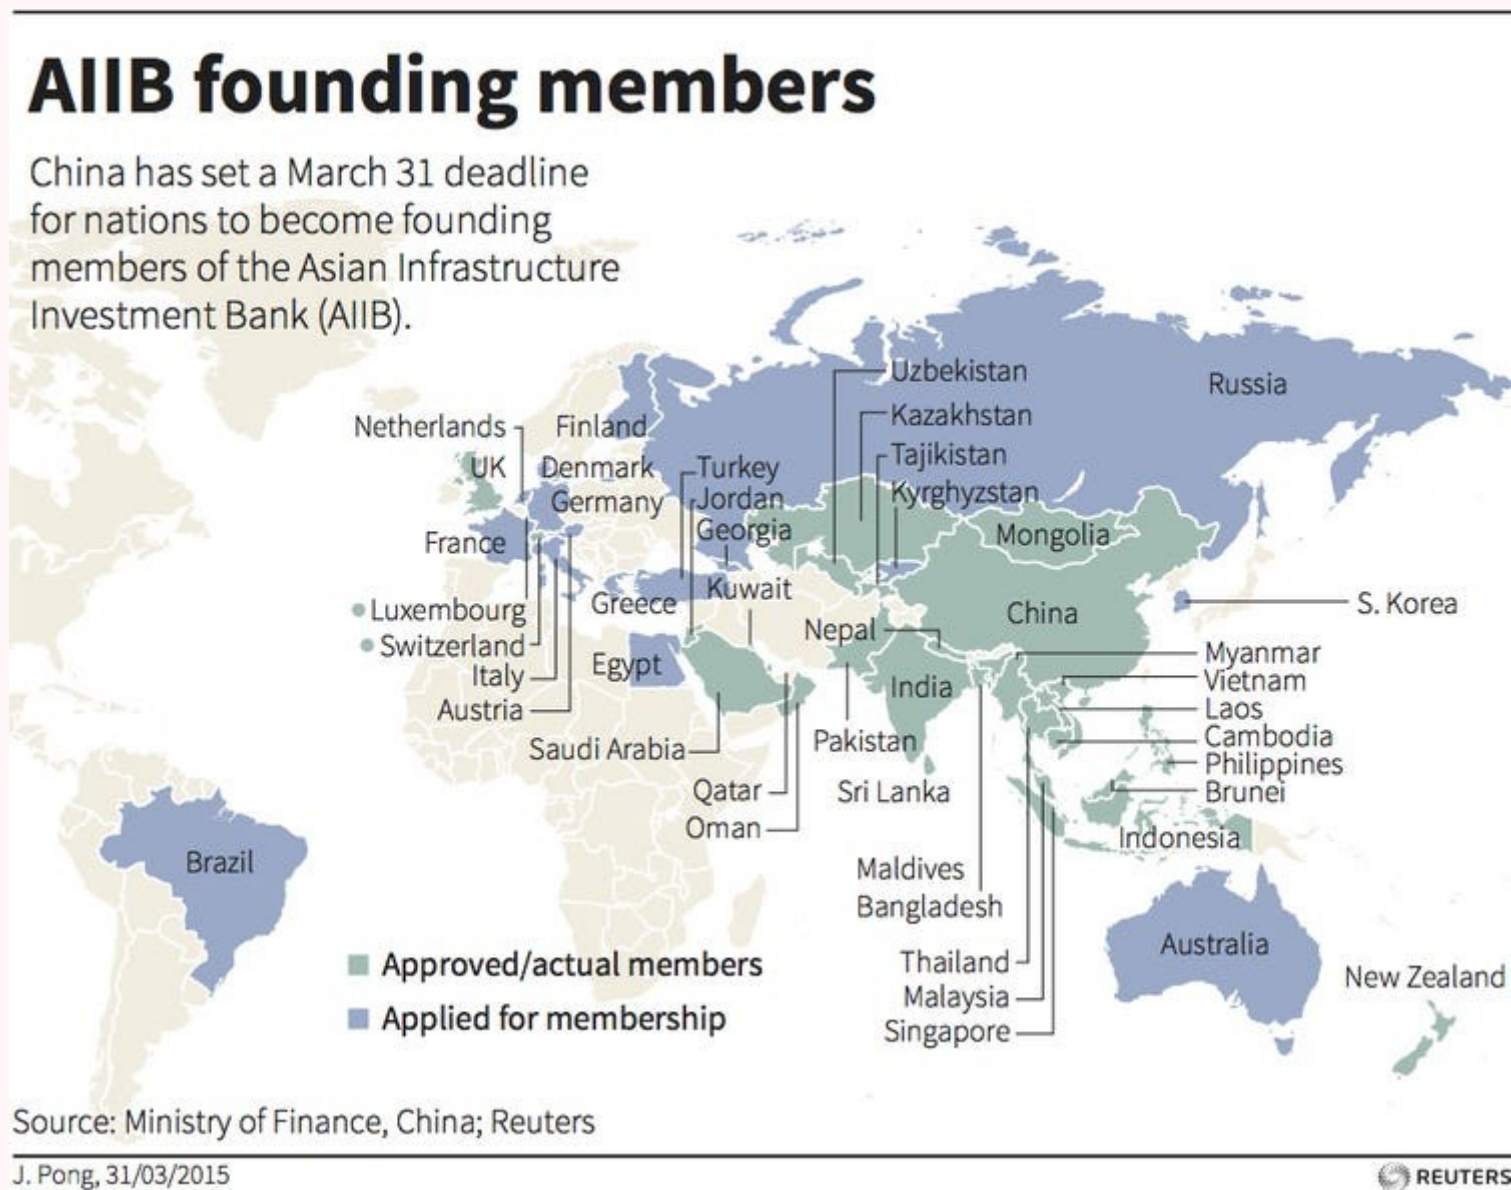 AIIB founding members
China has set a March 31 deadline
for nations to become founding
members of the Asian Infrastructure
Investment Bank (AIIB).
Uzbekistan
Russia
Kazakhstan
Netherlands
Finland
Tajikistan
UK
Denmark
Turkey
Kyrghyzstan
Germany
Jordan
Georgia
Mongolia
France
Kuwait
Luxembourg
Greece
China
S. Korea
Switzerland
Nepal
Italy
Egypt
India
Myanmar
Vietnam
Austria
Laos
Saudi Arabia
Pakistan
Cambodia
Philippines
Qatar
Sri Lanka
Brunei
Oman
Indonesia
Brazil
Maldives
Bangladesh
Australia
Approved/actual members
Thailand
New Zealand
Malaysia
Applied for membership
Singapore
Source: Ministry of Finance, China; Reuters
J. Pong, 31/03/2015
REUTERS